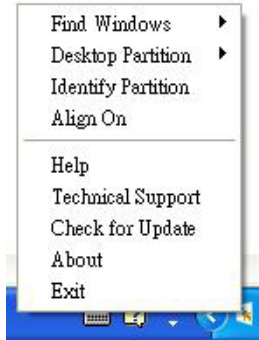 Find Windows
Desktop Partition
Identify Partition
Align On
Help
Technical Support
Check for Update
About
Exit